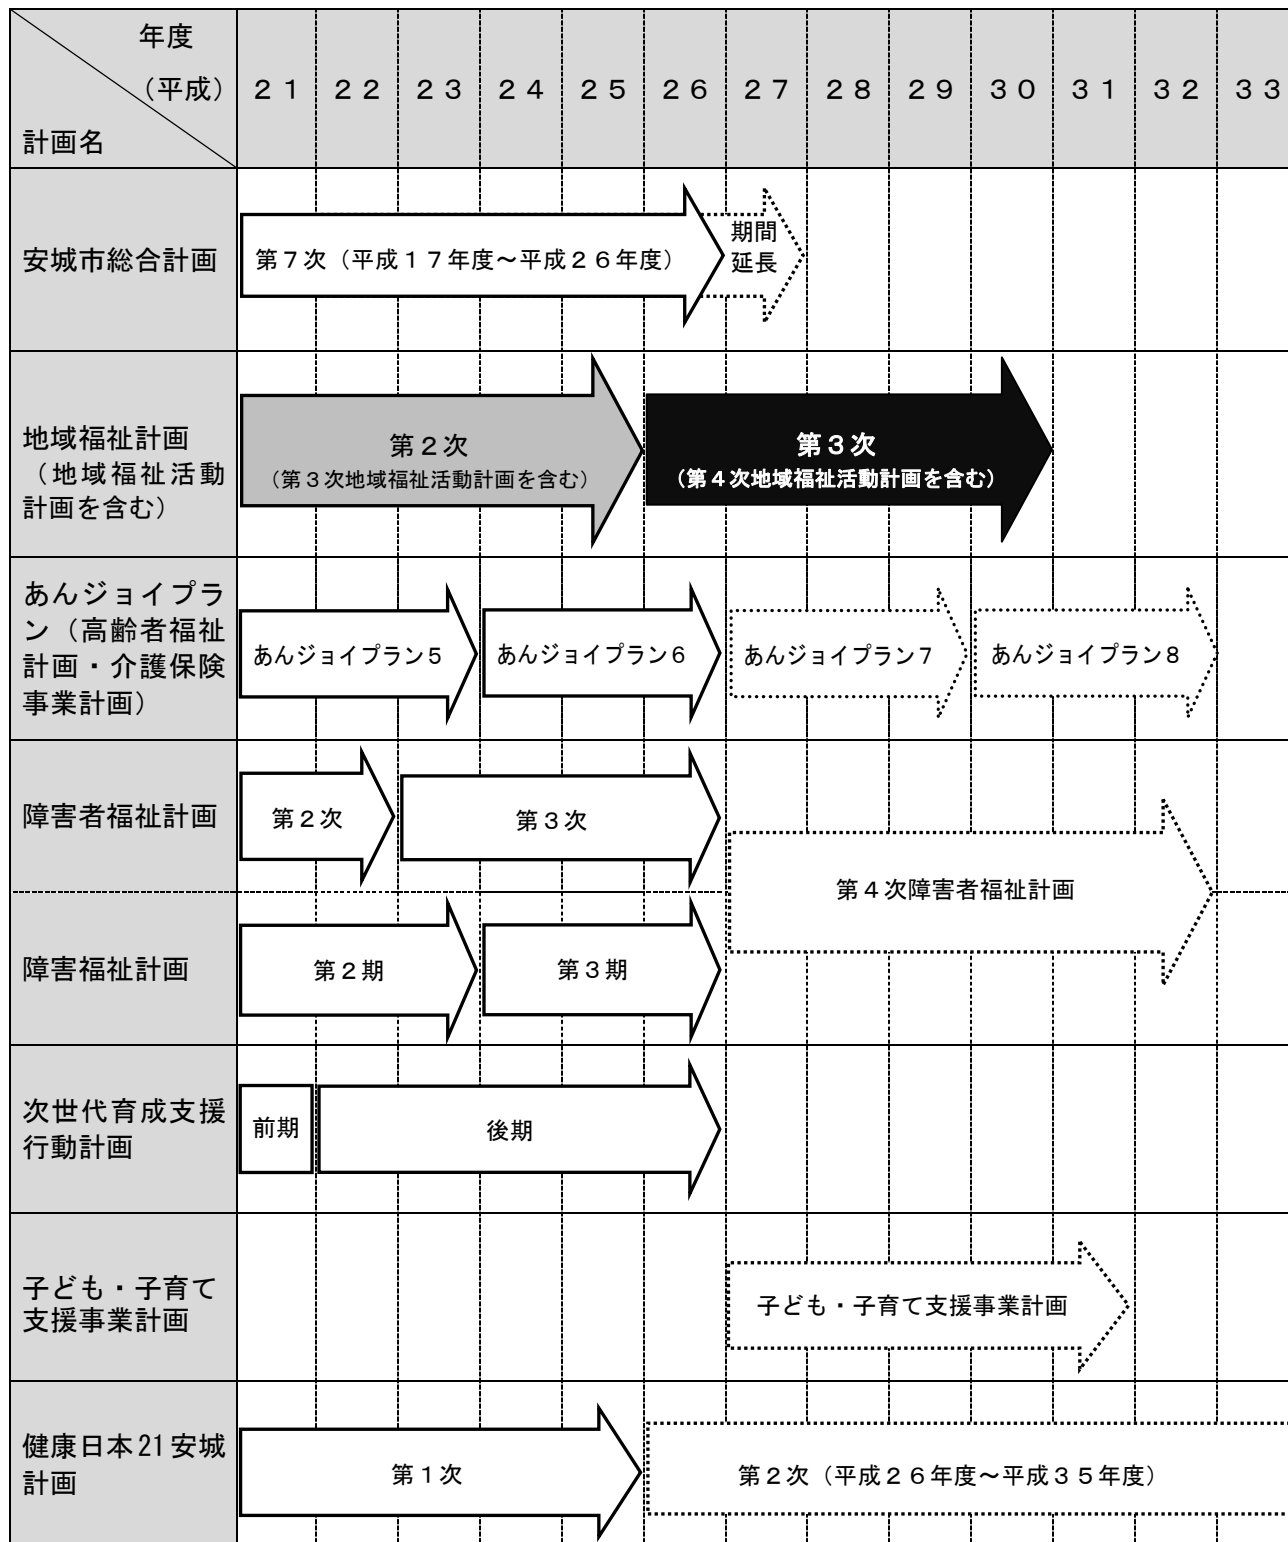 年度
（平成）
計画名
２１ ２２ ２３ ２４ ２５ ２６ ２７ ２８ ２９ ３０ ３１ ３２ ３３
安城市総合計画
第７次（平成１７年度～平成２６年度）
期間
延長
地域福祉計画
（地域福祉活動
計画を含む）
第２次
（第３次地域福祉活動計画を含む）
第３次
（第４次地域福祉活動計画を含む）
あんジョイプラ
ン（高齢者福祉
計画・介護保険
事業計画）
あんジョイプラン５
あんジョイプラン６
あんジョイプラン７
あんジョイプラン８
障害者福祉計画
第２次
第３次
第４次障害者福祉計画
障害福祉計画
第２期
第３期
次世代育成支援
行動計画
前期
後期
子ども・子育て
支援事業計画
子ども・子育て支援事業計画
健康日本21安城
計画
第１次
第２次（平成２６年度～平成３５年度）